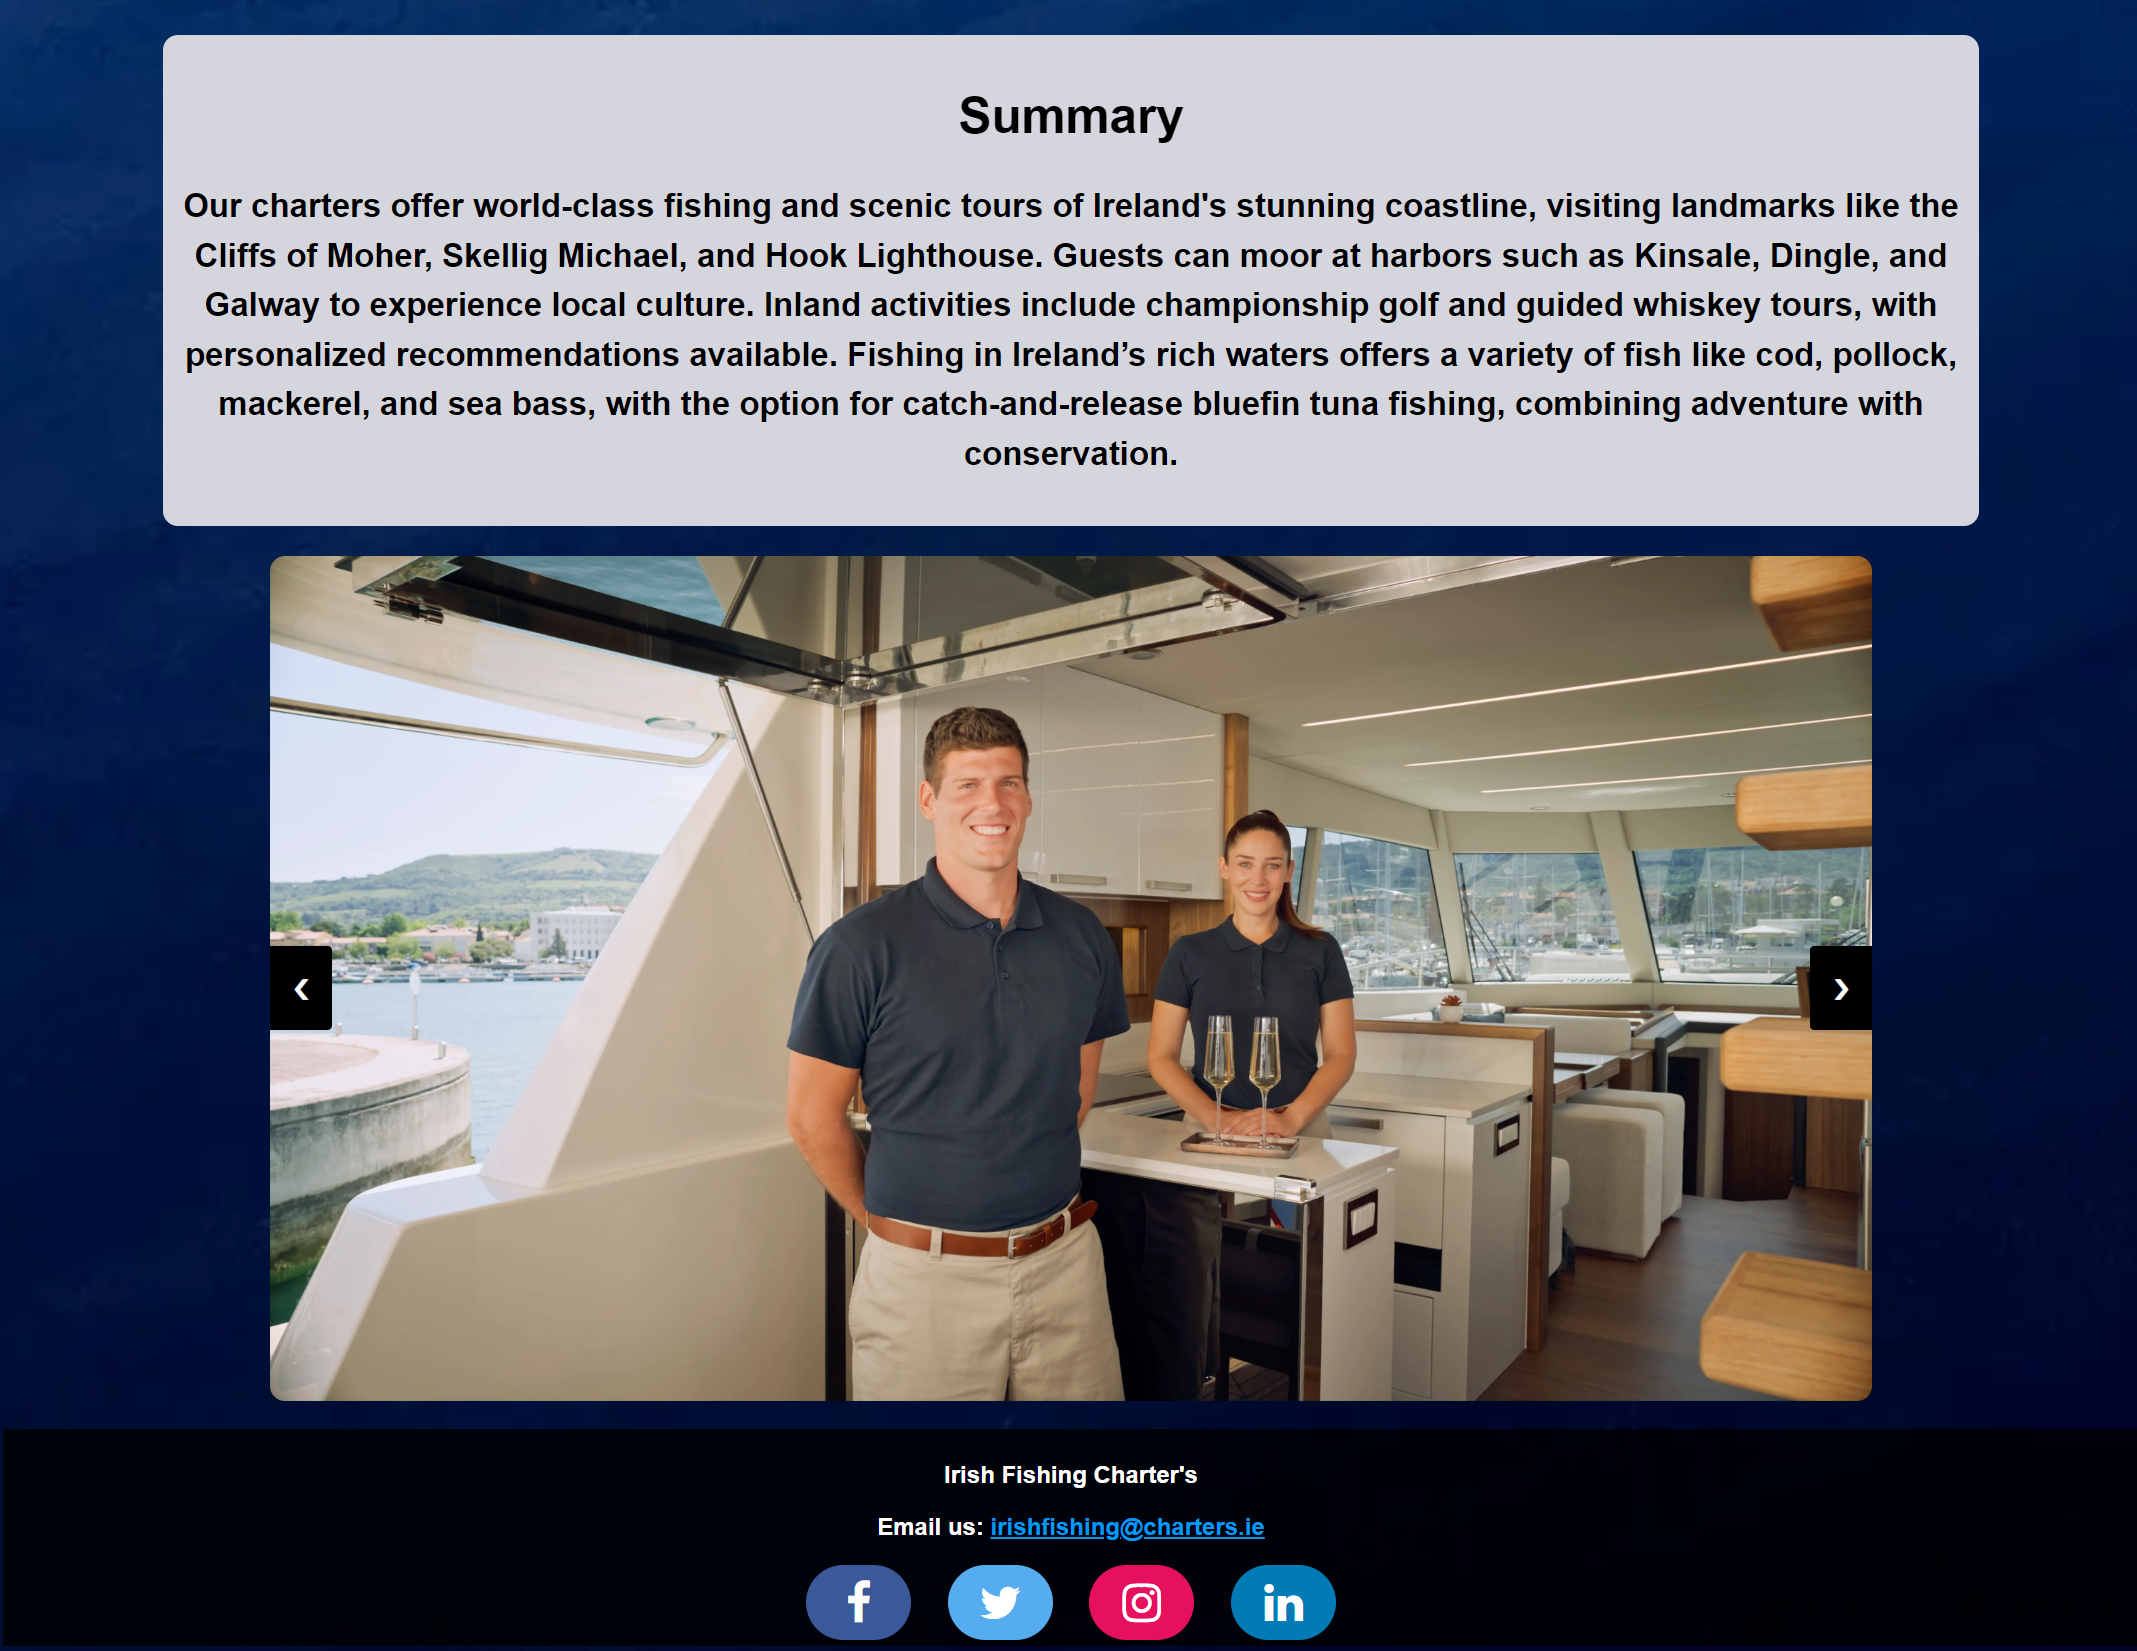 Summary
Our charters offer world-class fishing and scenic tours of Ireland's stunning coastline, visiting landmarks like the
Cliffs of Moher, Skellig Michael, and Hook Lighthouse. Guests can moor at harbors such as Kinsale, Dingle, and
Galway to experience local culture. Inland activities include championship golf and guided whiskey tours, with
personalized recommendations available. Fishing in Ireland’s rich waters offers a variety of fish like cod, pollock,
mackerel, and sea bass, with the option for catch-and-release bluefin tuna fishing, combining adventure with
conservation.
Irish Fishing Charter's
Email us: irishfishing@charters.ie